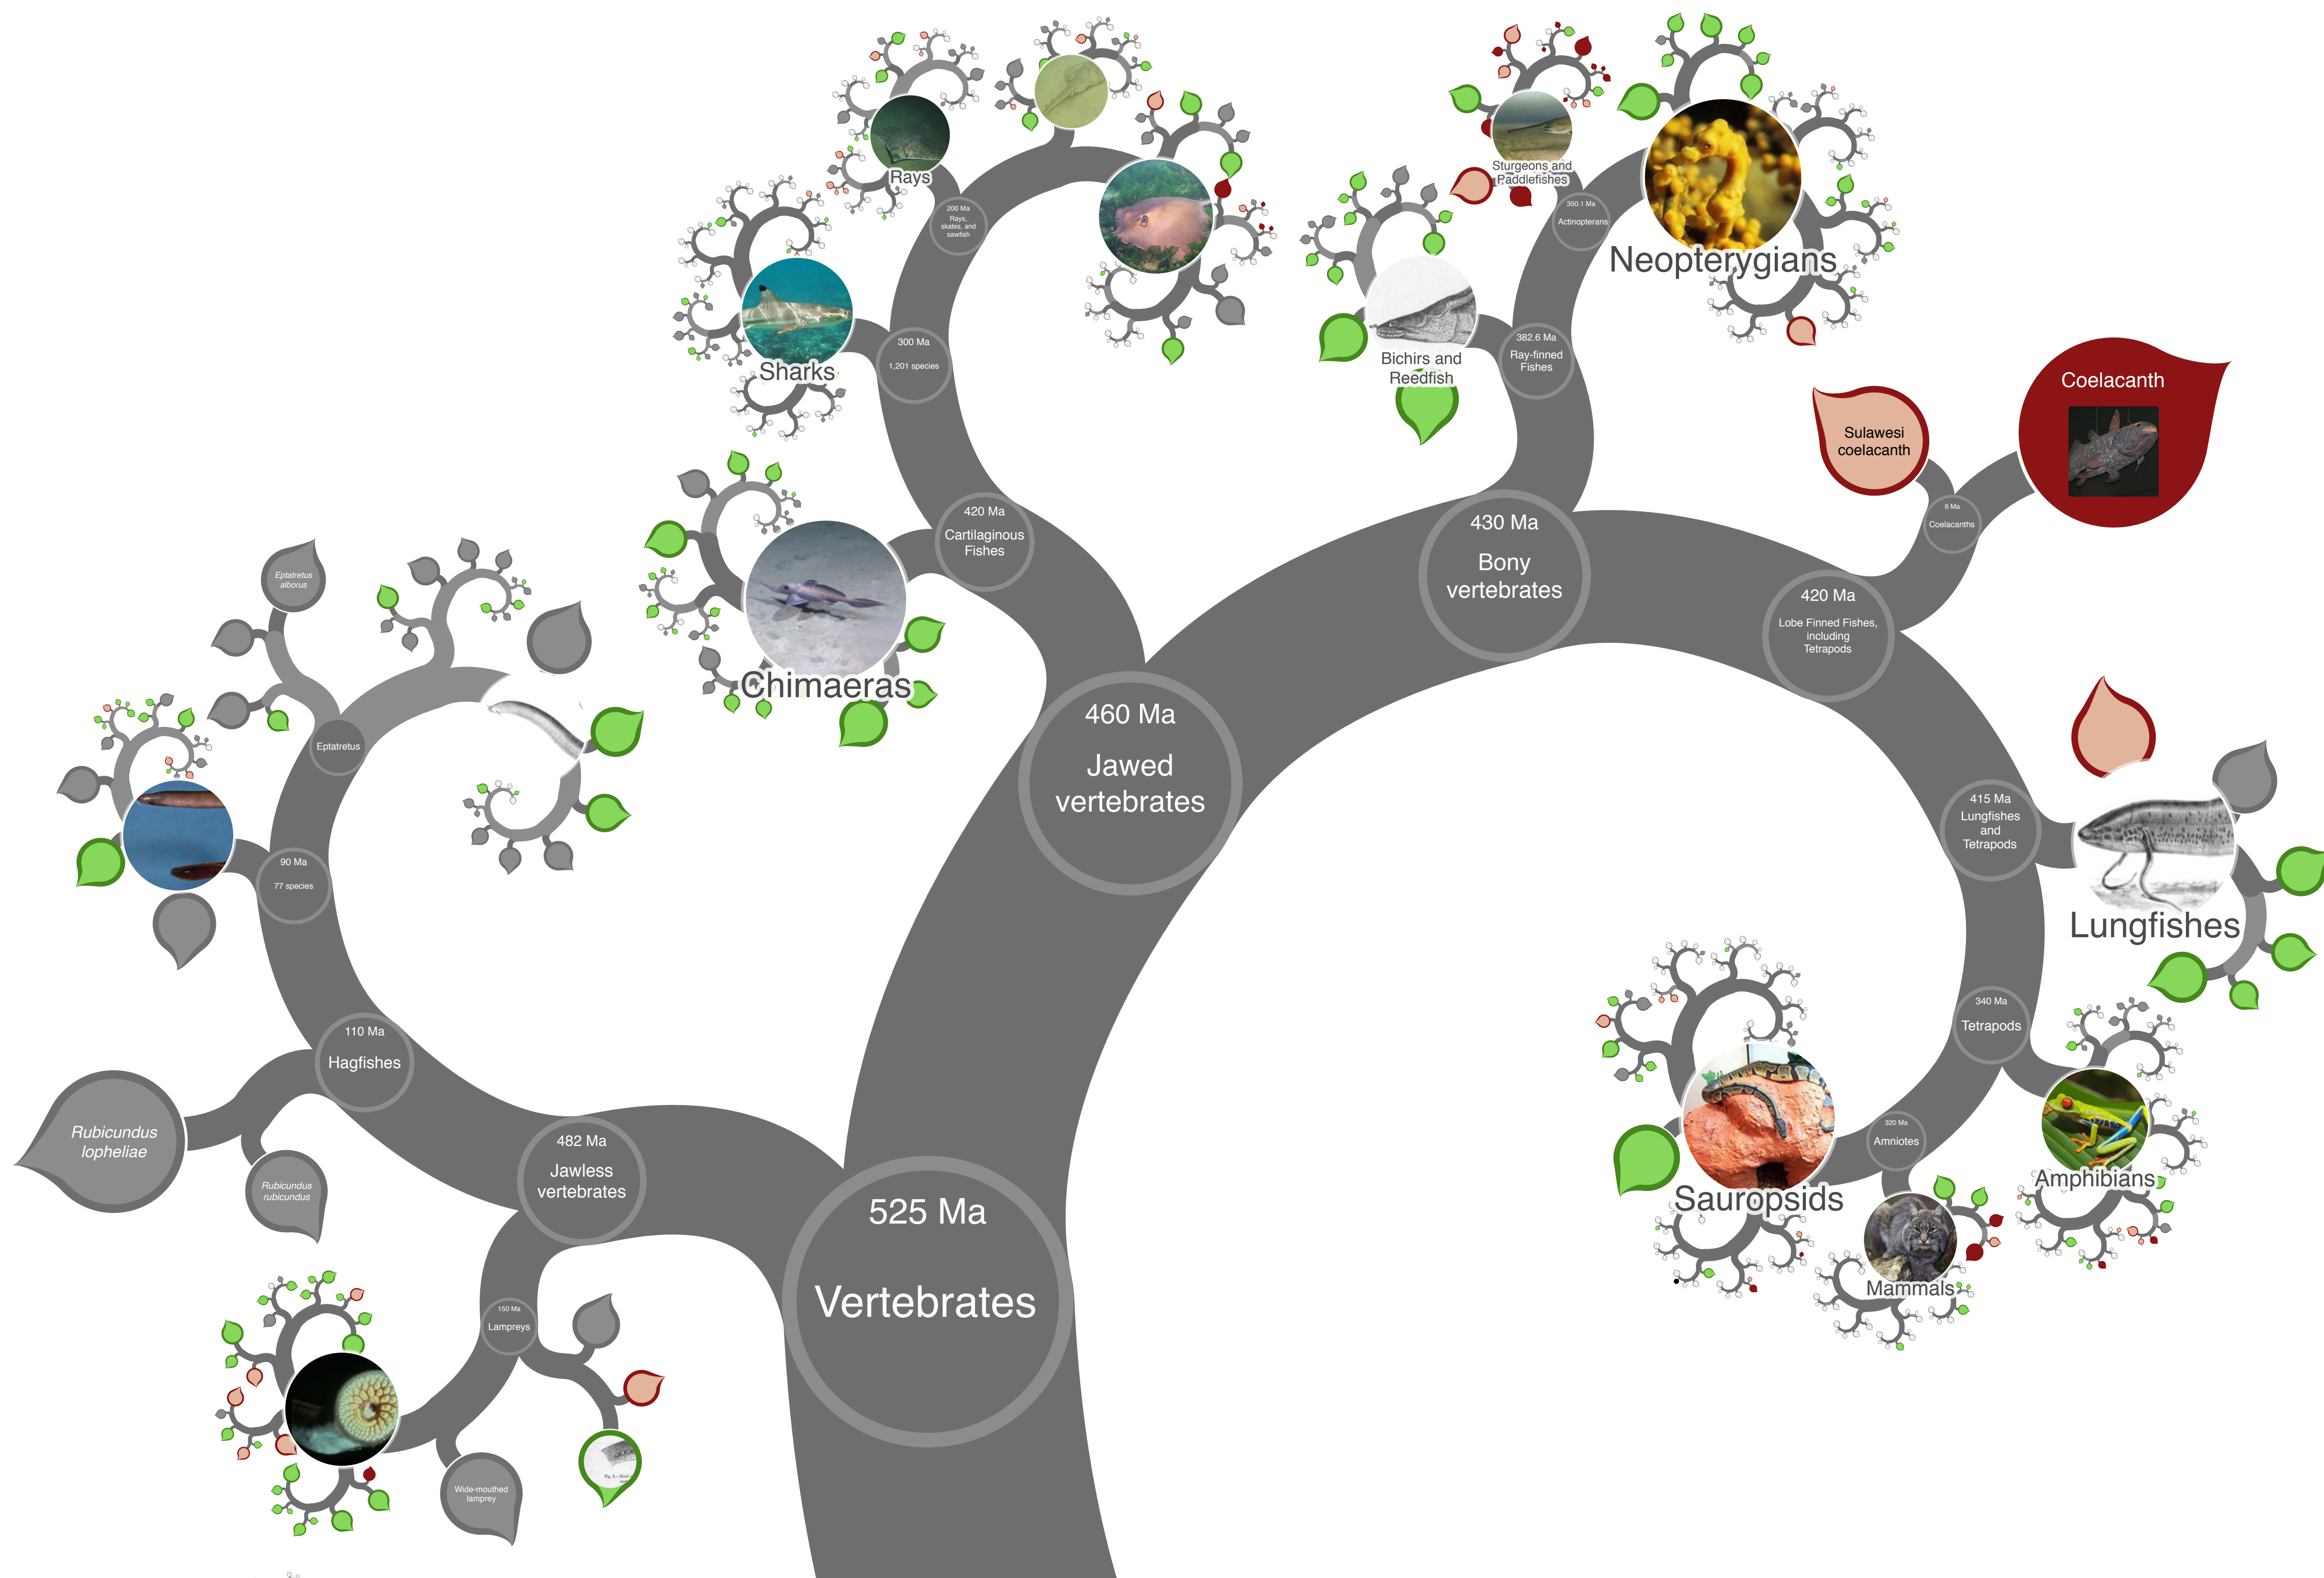 Rays
200 Ma
Rays,
skates, and
sawfish
Sharks
300 Ma
1,201 species
Sturgeons and
Paddlefishes
350.1 Ma
Actinopterans
Neopterygians
Bichirs and
Reedfish
382.6 Ma
Ray-finned
Fishes
Coelacanth
Sulawesi
coelacanth
6 Ma
Coelacanths
420 Ma
Cartilaginous
Fishes
Chimaeras
430 Ma
Bony
vertebrates
420 Ma
Lobe Finned Fishes,
including
Tetrapods
Eptatretus
alborus
Eptatretus
460 Ma
Jawed
vertebrates
415 Ma
Lungfishes
and
Tetrapods
Lungfishes
90 Ma
77 species
340 Ma
Tetrapods
110 Ma
Hagfishes
Rubicundus
lopheliae
Rubicundus
rubicundus
482 Ma
Jawless
vertebrates
525 Ma
Vertebrates
320 Ma
Amniotes
Sauropsids
Amphibians
Mammals
150 Ma
Lampreys
Wide-mouthed
lamprey